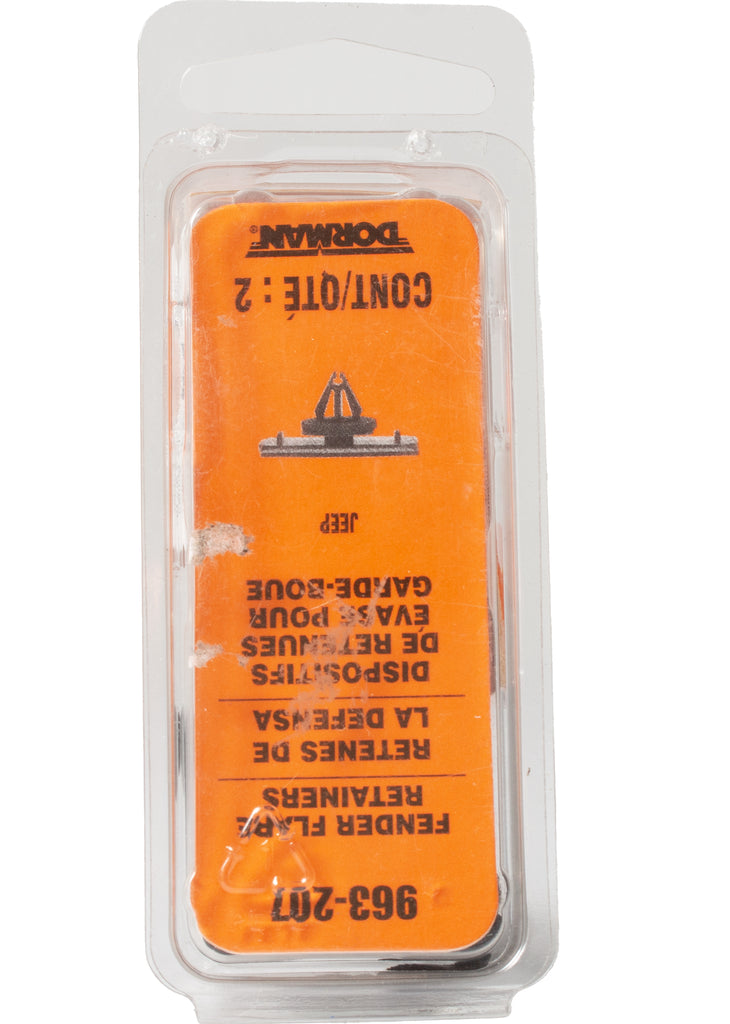 963-207
FENDER FLARE
RETAINERS
RETENES DE
LA DEFENSA
DISPOSITIFS
DE RETENUES
ÉVASÉ POUR
GARDE-BOUE
JEEP
CONT/QTÉ : 2
DORMAN®